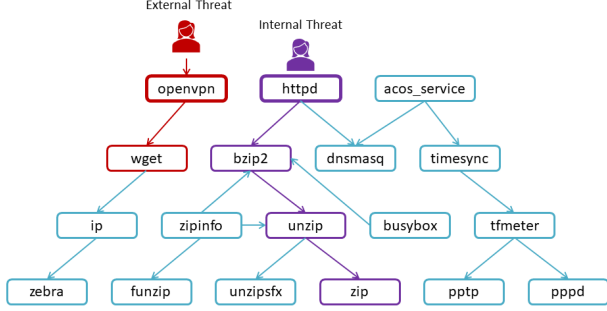 External Threat
Internal Threat
openvpn
httpd
acos_service
wget
bzip2
dnsmasq
timesync
ip
zipinfo
unzip
busybox
tfmeter
zebra
funzip
unzipsfx
zip
pptp
pppd